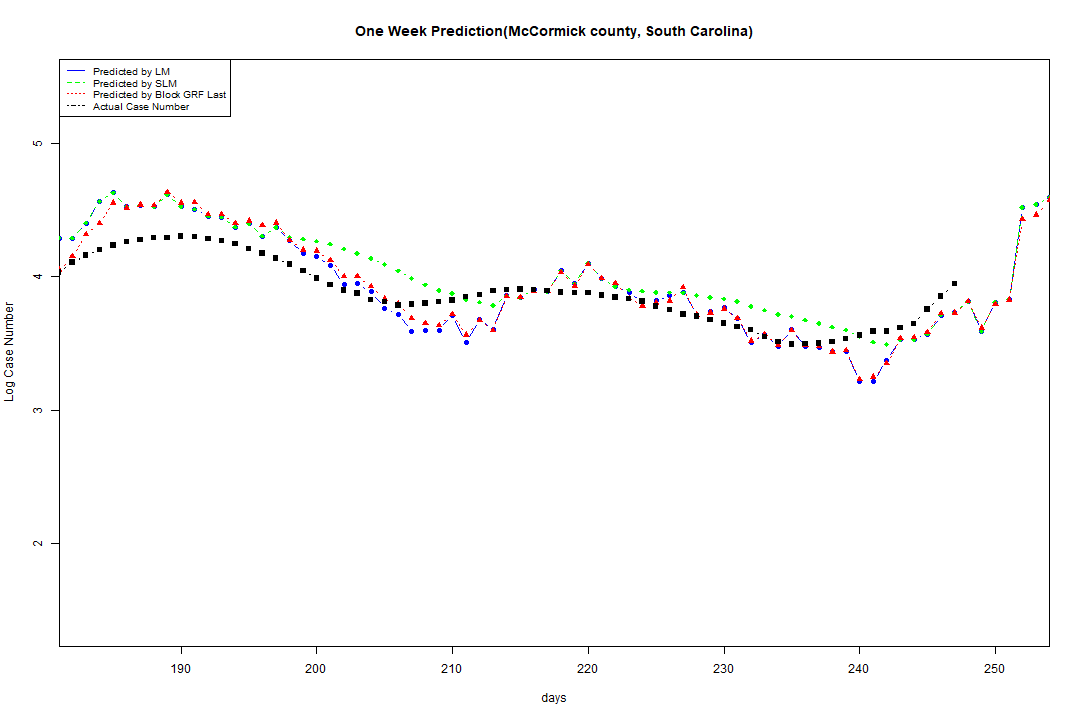 One Week Prediction(McCormick county, South Carolina)
Predicted by LM
Predicted by SLM
Predicted by Block GRF Last
Actual Case Number
5
4
3
2
Log Case Number
190 200 210 220 230 240 250
days